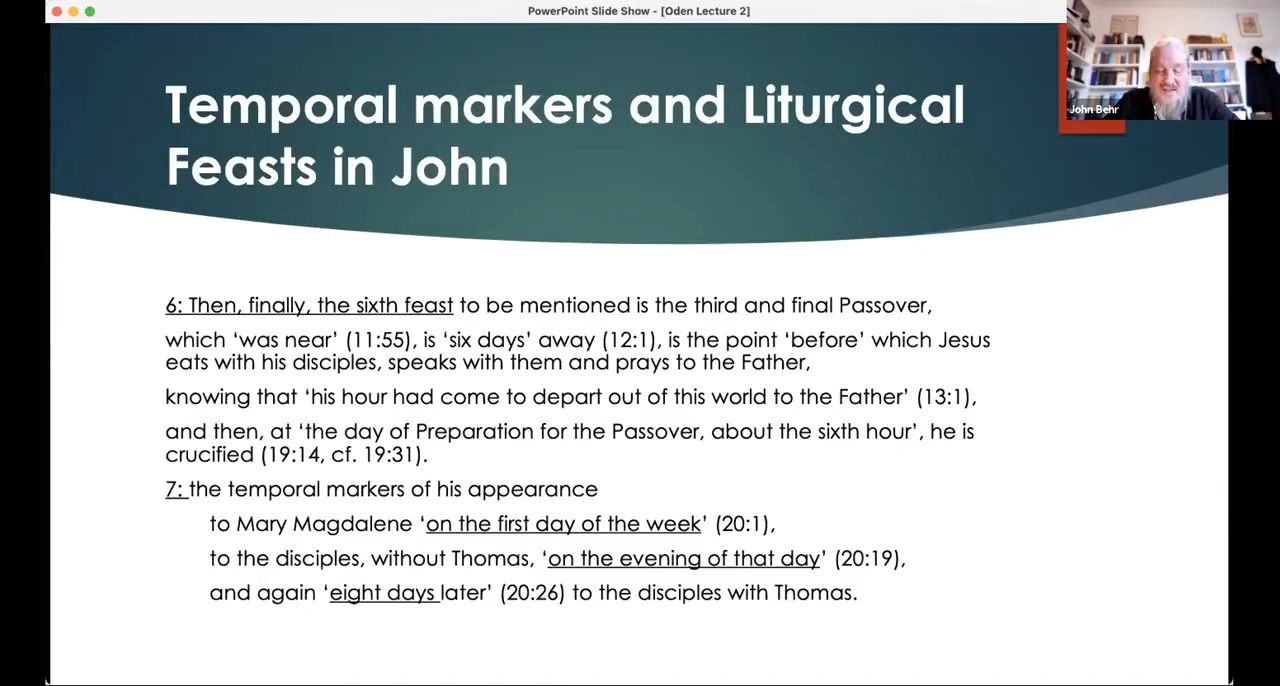 PowerPoint Slide Show - [Oden Lecture 2]
Temporal markers and Liturgical
Feasts in John
John Behr
6: Then, finally, the sixth feast to be mentioned is the third and final Passover,
which ‘was near’ (11:55), is ‘six days’ away (12:1), is the point ‘before’ which Jesus
eats with his disciples, speaks with them and prays to the Father,
knowing that ‘his hour had come to depart out of this world to the Father’ (13:1),
and then, at ‘the day of Preparation for the Passover, about the sixth hour’, he is
crucified (19:14, cf. 19:31).
7: the temporal markers of his appearance
to Mary Magdalene ‘on the first day of the week’ (20:1),
to the disciples, without Thomas, ‘on the evening of that day’ (20:19),
and again ‘eight days later’ (20:26) to the disciples with Thomas.